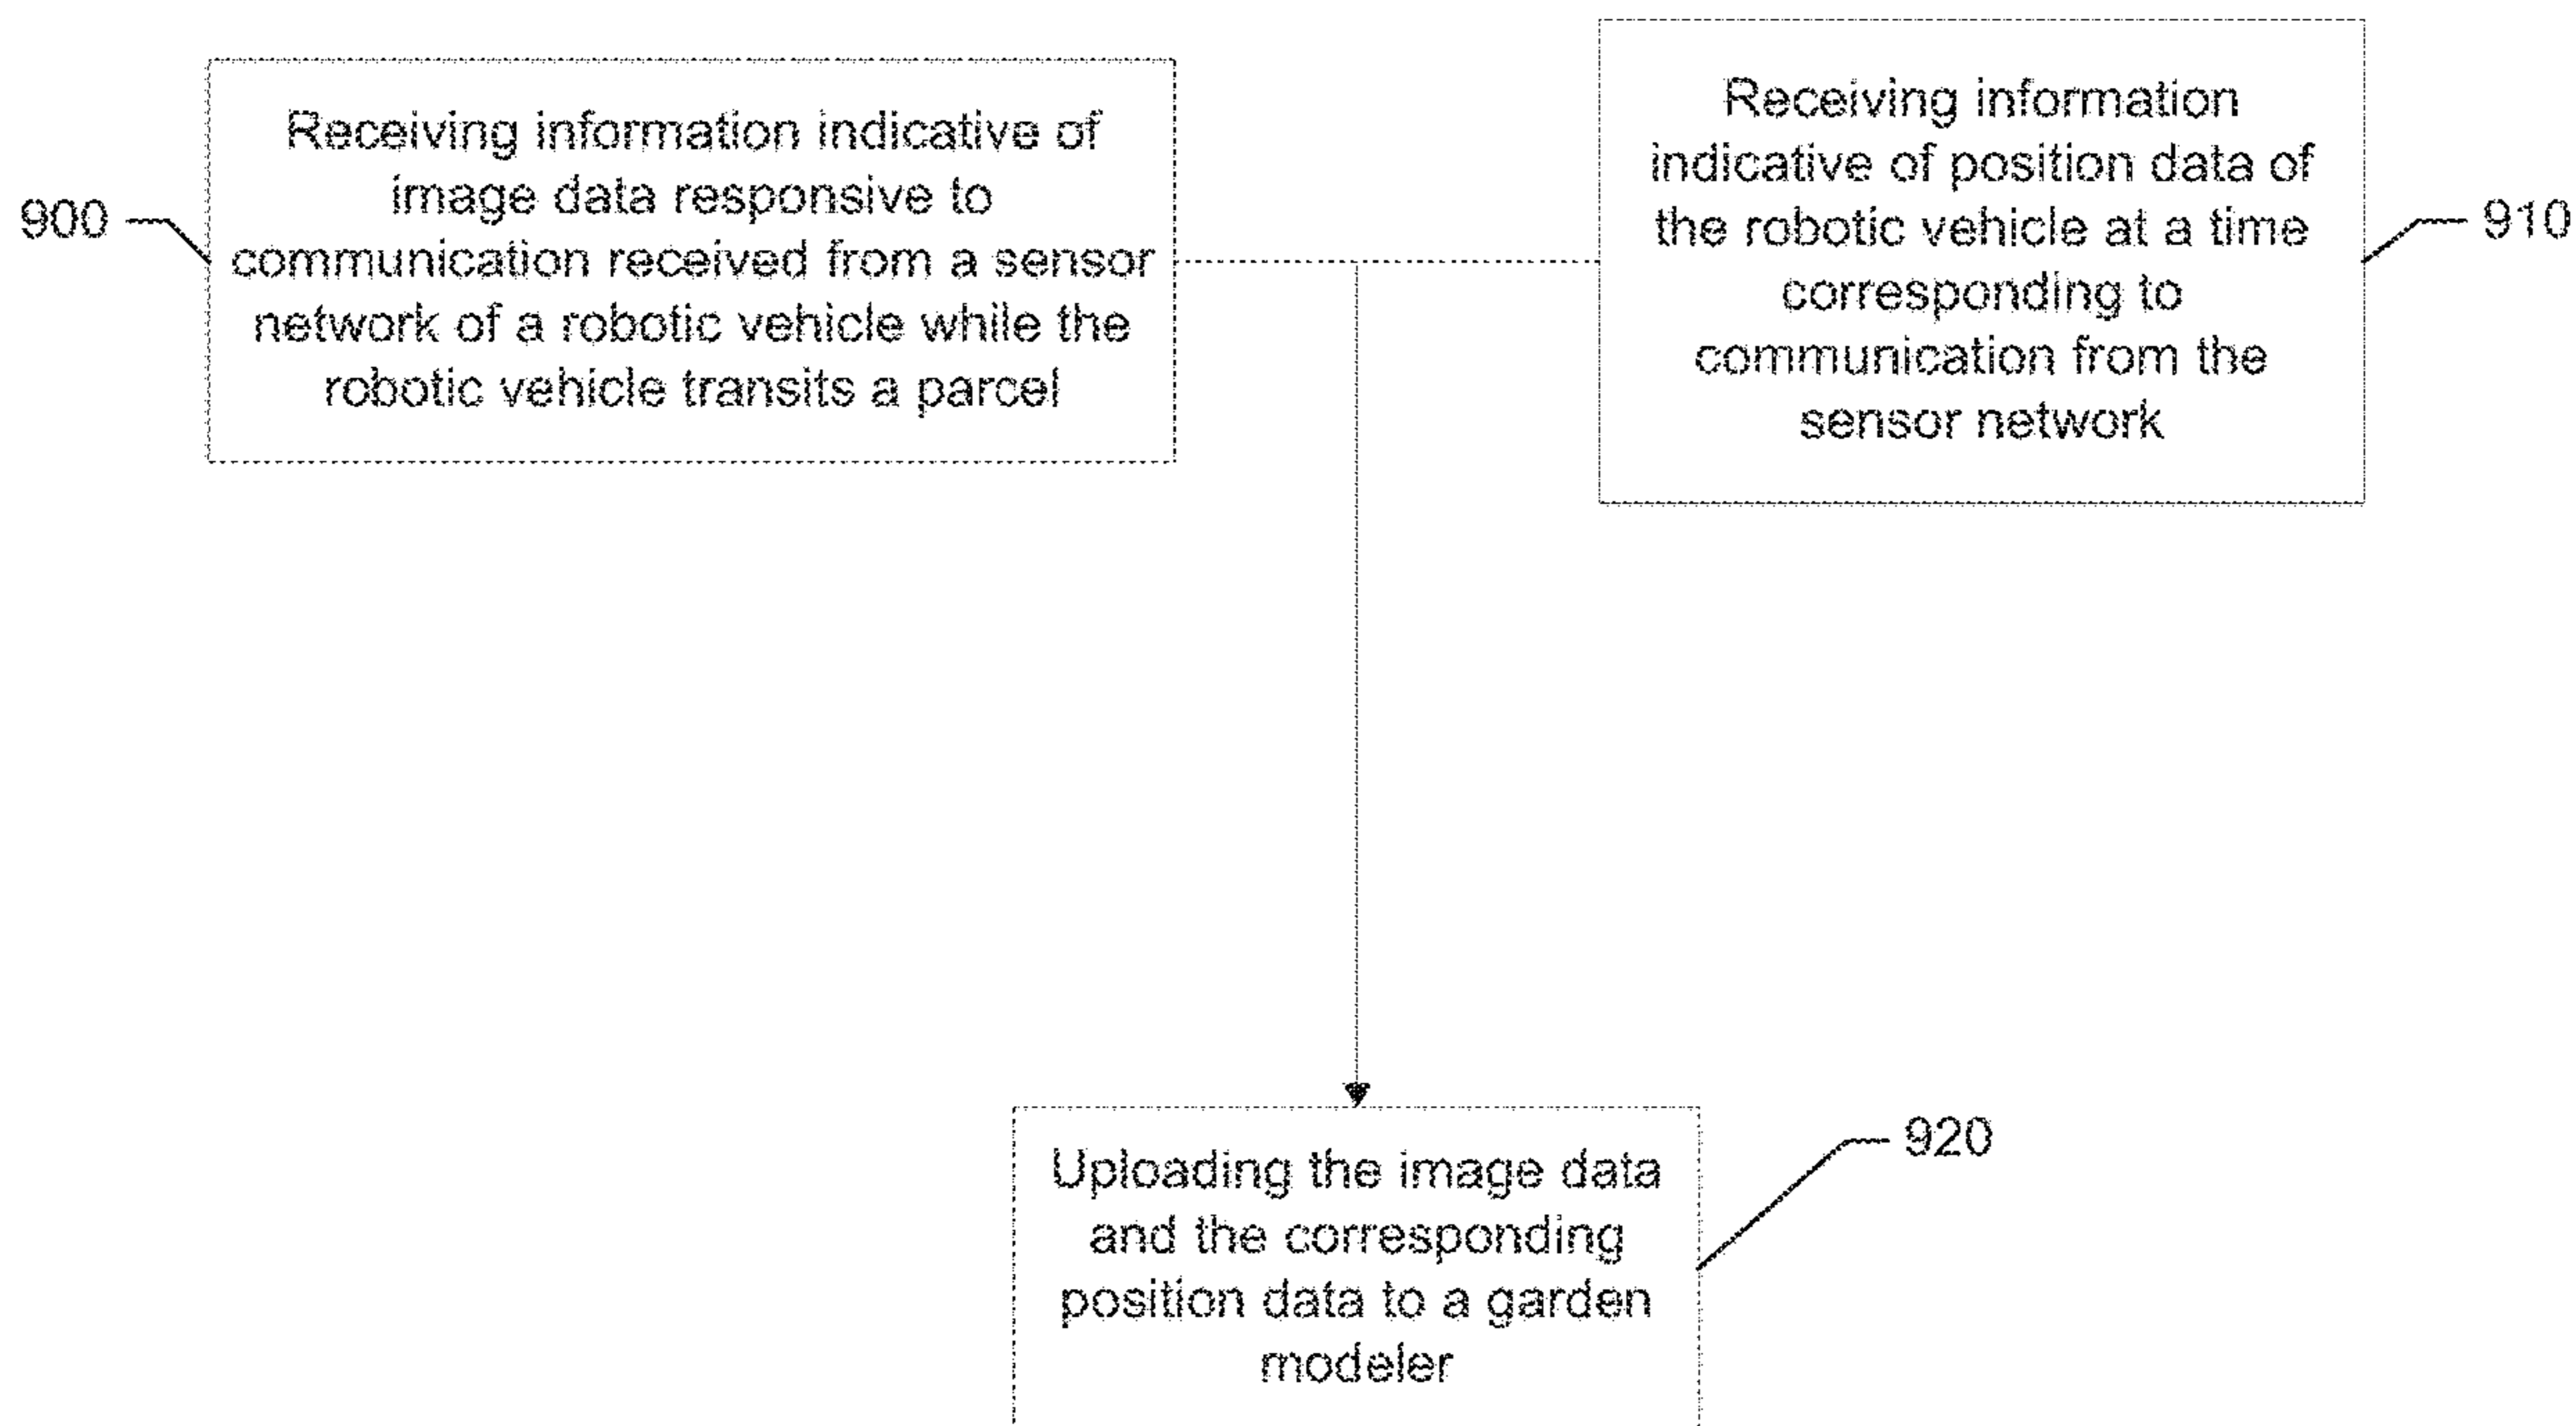 900
Receiving information indicative of
image data responsive to
communication received from a sensor
network of a robotic vehicle while the
robotic vehicle transits a parcel
Receiving information
indicative of position data of
the robotic vehicle at a time
corresponding to
communication from the
sensor network
910
Uploading the image data
and the corresponding
position data to a garden
modeler
920